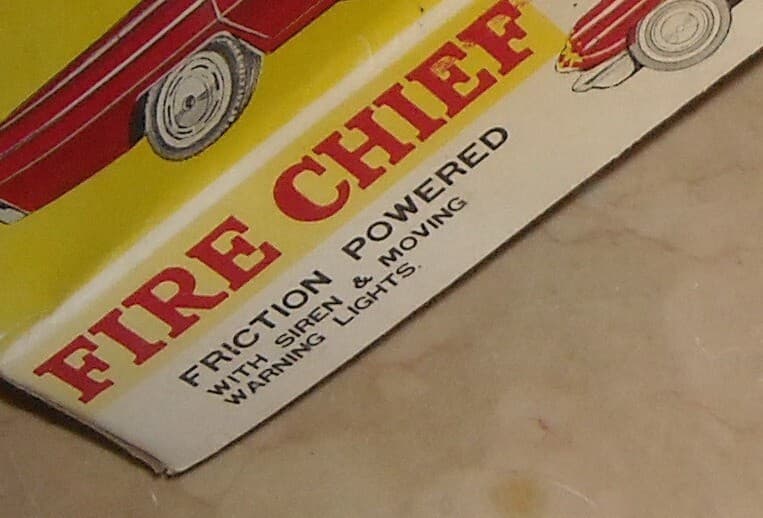 FIRE CHIEF
FRICTION POWERED
WITH SIREN & MOVING
WARNING LIGHTS.